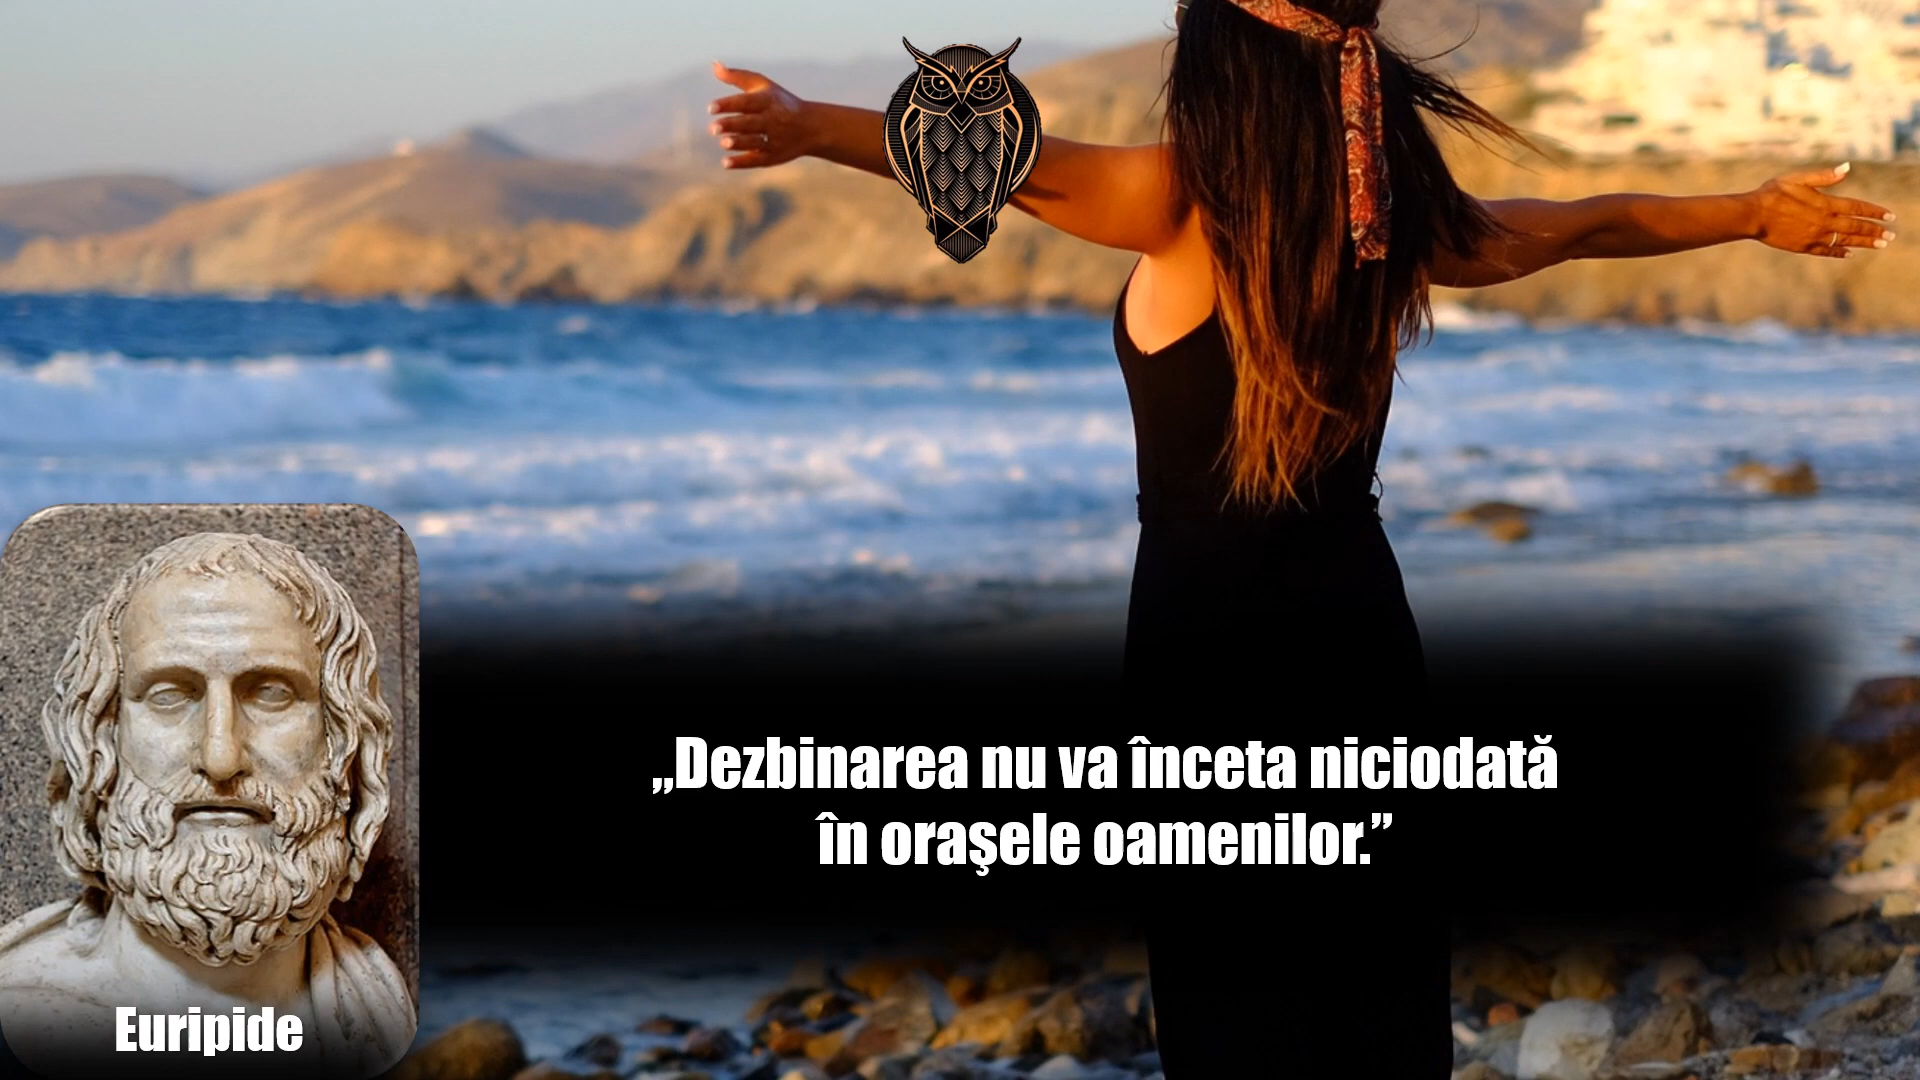 „Dezbinarea nu va înceta niciodată
în oraşele oamenilor.”
Euripide